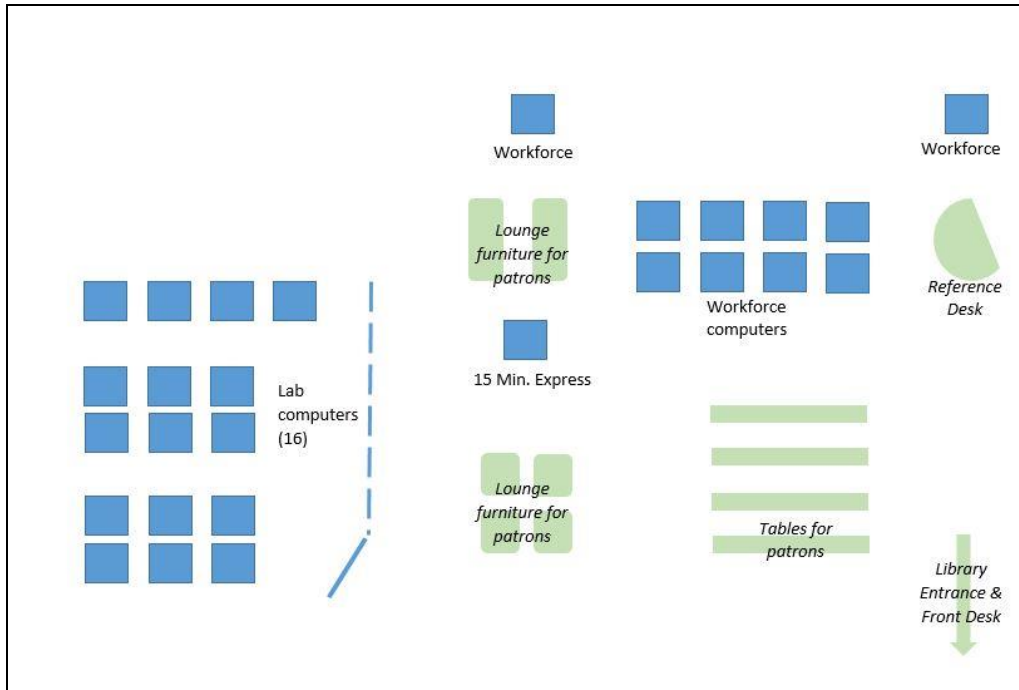 Workforce
Workforce
Lounge
furniture for
patrons
Workforce
computers
Reference
Desk
15 Min. Express
Lab
computers
(16)
Lounge
furniture for
patrons
Tables for
patrons
Library
Entrance &
Front Desk